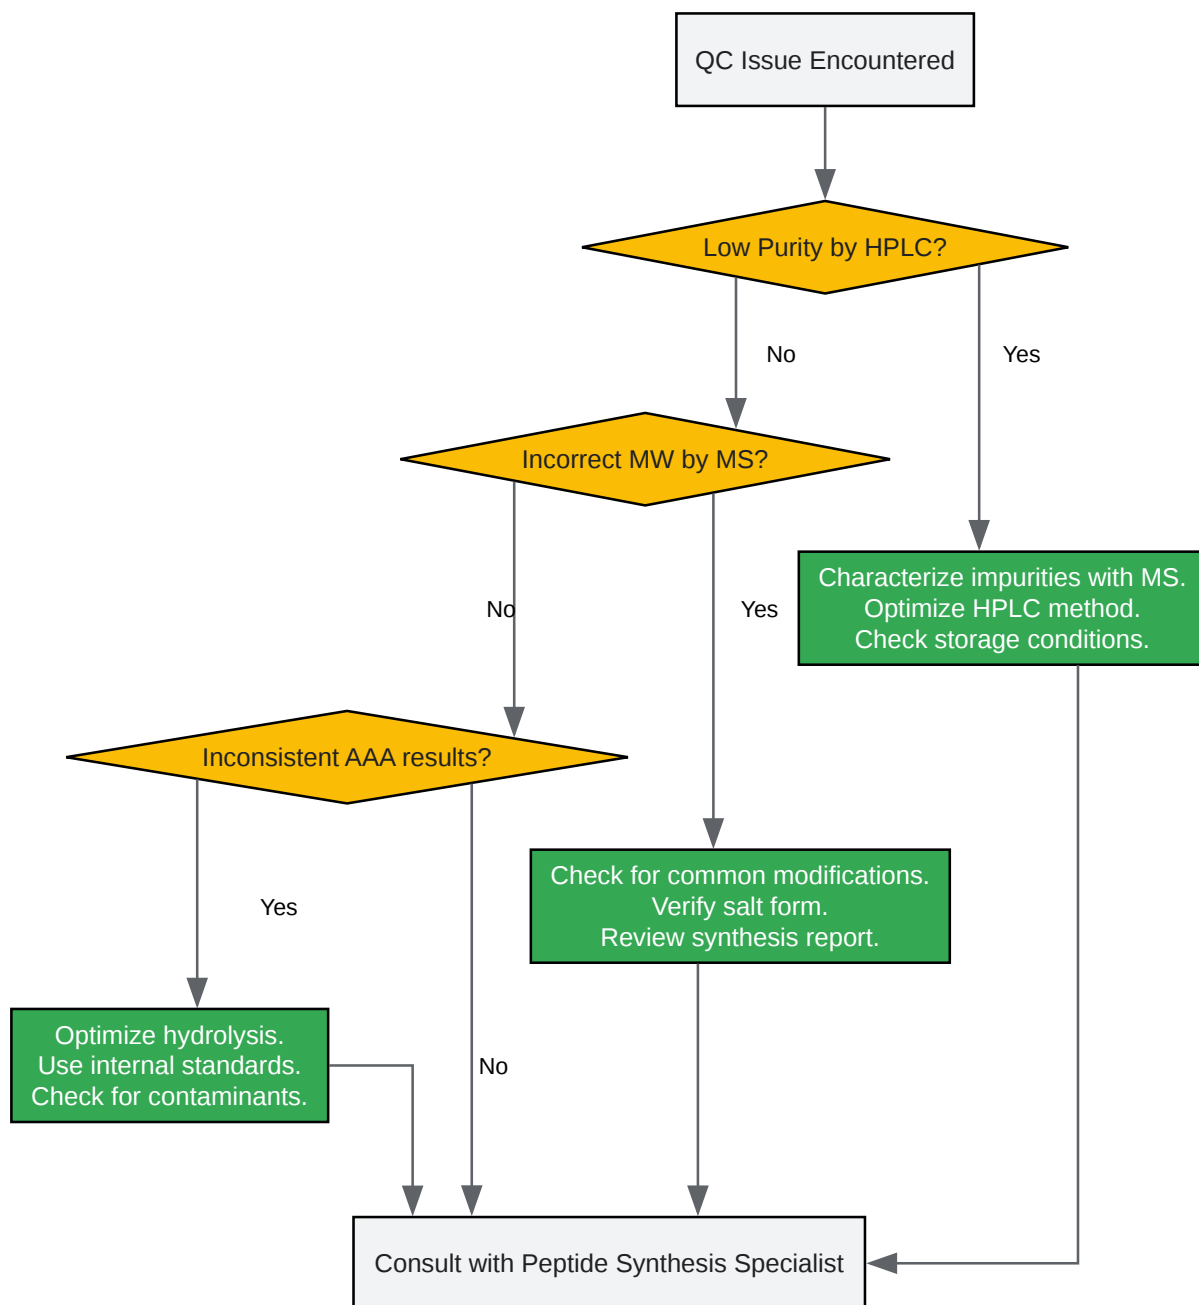 QC Issue Encountered
Low Purity by HPLC?
No
Yes
Incorrect MW by MS?
Characterize impurities with MS.
Optimize HPLC method.
Check storage conditions.
No
Yes
Inconsistent AAA results?
Check for common modifications.
Verify salt form.
Review synthesis report.
Yes
Optimize hydrolysis.
Use internal standards.
Check for contaminants.
No
Consult with Peptide Synthesis Specialist